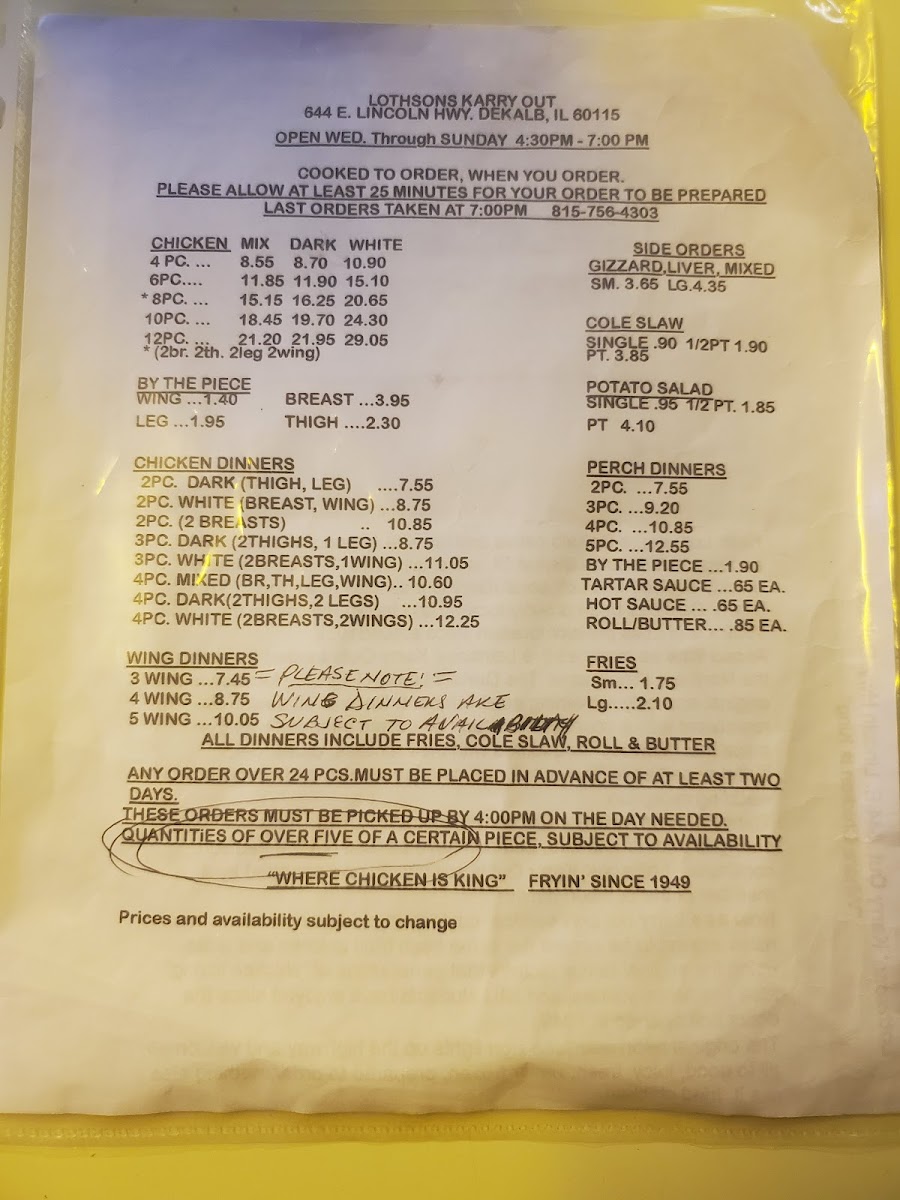 LOTHSONS KARRY OUT
644 E. LINCOLN HWY. DEKALB, IL 60115
OPEN WED. Through SUNDAY 4:30PM - 7:00 PM
COOKED TO ORDER, WHEN YOU ORDER.
PLEASE ALLOW AT LEAST 25 MINUTES FOR YOUR ORDER TO BE PREPARED
LAST ORDERS TAKEN AT 7:00PM 815-756-4303
CHICKEN MIX DARK WHITE
4 PC. ... 8.55 8.70 10.90
6PC.... 11.85 11.90 15.10
* 8PC. ... 15.15 16.25 20.65
10PC. ... 18.45 19.70 24.30
12PC. ... 21.20 21.95 29.05
* (2br. 2th. 2leg 2wing)
BY THE PIECE
WING ...1.40 BREAST ...3.95
LEG ...1.95 THIGH ....2.30
CHICKEN DINNERS
2PC. DARK (THIGH, LEG) ....7.55
2PC. WHITE (BREAST, WING) ...8.75
2PC. (2 BREASTS) .. 10.85
3PC. DARK (2THIGHS, 1 LEG) ...8.75
3PC. WHITE (2BREASTS,1WING) ...11.05
4PC. MIXED (BR,TH,LEG,WING).. 10.60
4PC. DARK(2THIGHS,2 LEGS) ...10.95
4PC. WHITE (2BREASTS,2WINGS) ...12.25
WING DINNERS
3 WING ...7.45 = PLEASE NOTE! =
4 WING ...8.75 WING DINNERS ARE
5 WING ...10.05 SUBJECT TO AVAILABILITY
SIDE ORDERS
GIZZARD,LIVER, MIXED
SM. 3.65 LG.4.35
COLE SLAW
SINGLE .90 1/2PT 1.90
PT. 3.85
POTATO SALAD
SINGLE .95 1/2 PT. 1.85
PT 4.10
PERCH DINNERS
2PC. ...7.55
3PC. ...9.20
4PC. ...10.85
5PC. ...12.55
BY THE PIECE ...1.90
TARTAR SAUCE ...65 EA.
HOT SAUCE ... .65 EA.
ROLL/BUTTER... .85 EA.
FRIES
Sm... 1.75
Lg.....2.10
ALL DINNERS INCLUDE FRIES, COLE SLAW, ROLL & BUTTER
ANY ORDER OVER 24 PCS.MUST BE PLACED IN ADVANCE OF AT LEAST TWO
DAYS.
THESE ORDERS MUST BE PICKED UP BY 4:00PM ON THE DAY NEEDED.
QUANTITiES OF OVER FIVE OF A CERTAIN PIECE, SUBJECT TO AVAILABILITY
"WHERE CHICKEN IS KING" FRYIN' SINCE 1949
Prices and availability subject to change